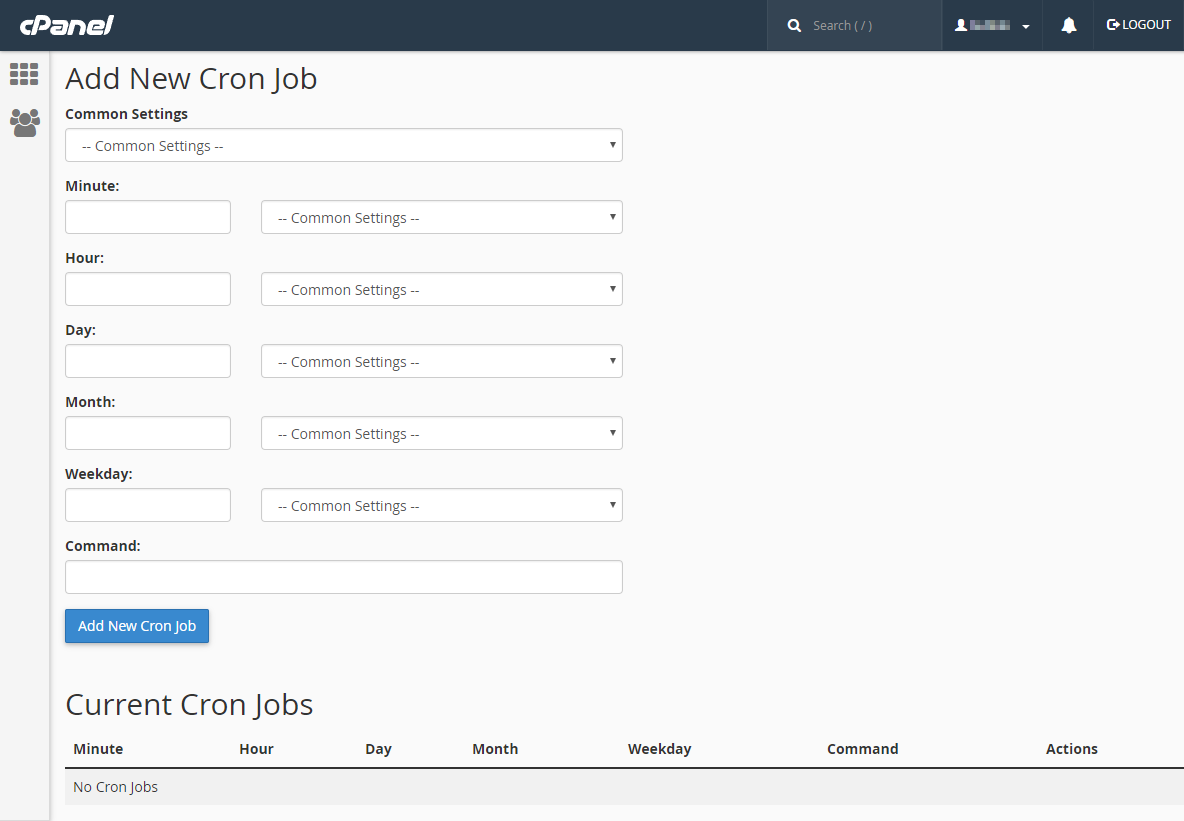 cPanel
Search ( / )
LOGOUT
Add New Cron Job
Common Settings
-- Common Settings --
Minute:
-- Common Settings --
Hour:
-- Common Settings --
Day:
-- Common Settings --
Month:
-- Common Settings --
Weekday:
-- Common Settings --
Command:
Add New Cron Job
Current Cron Jobs
Minute Hour Day Month Weekday Command Actions
No Cron Jobs